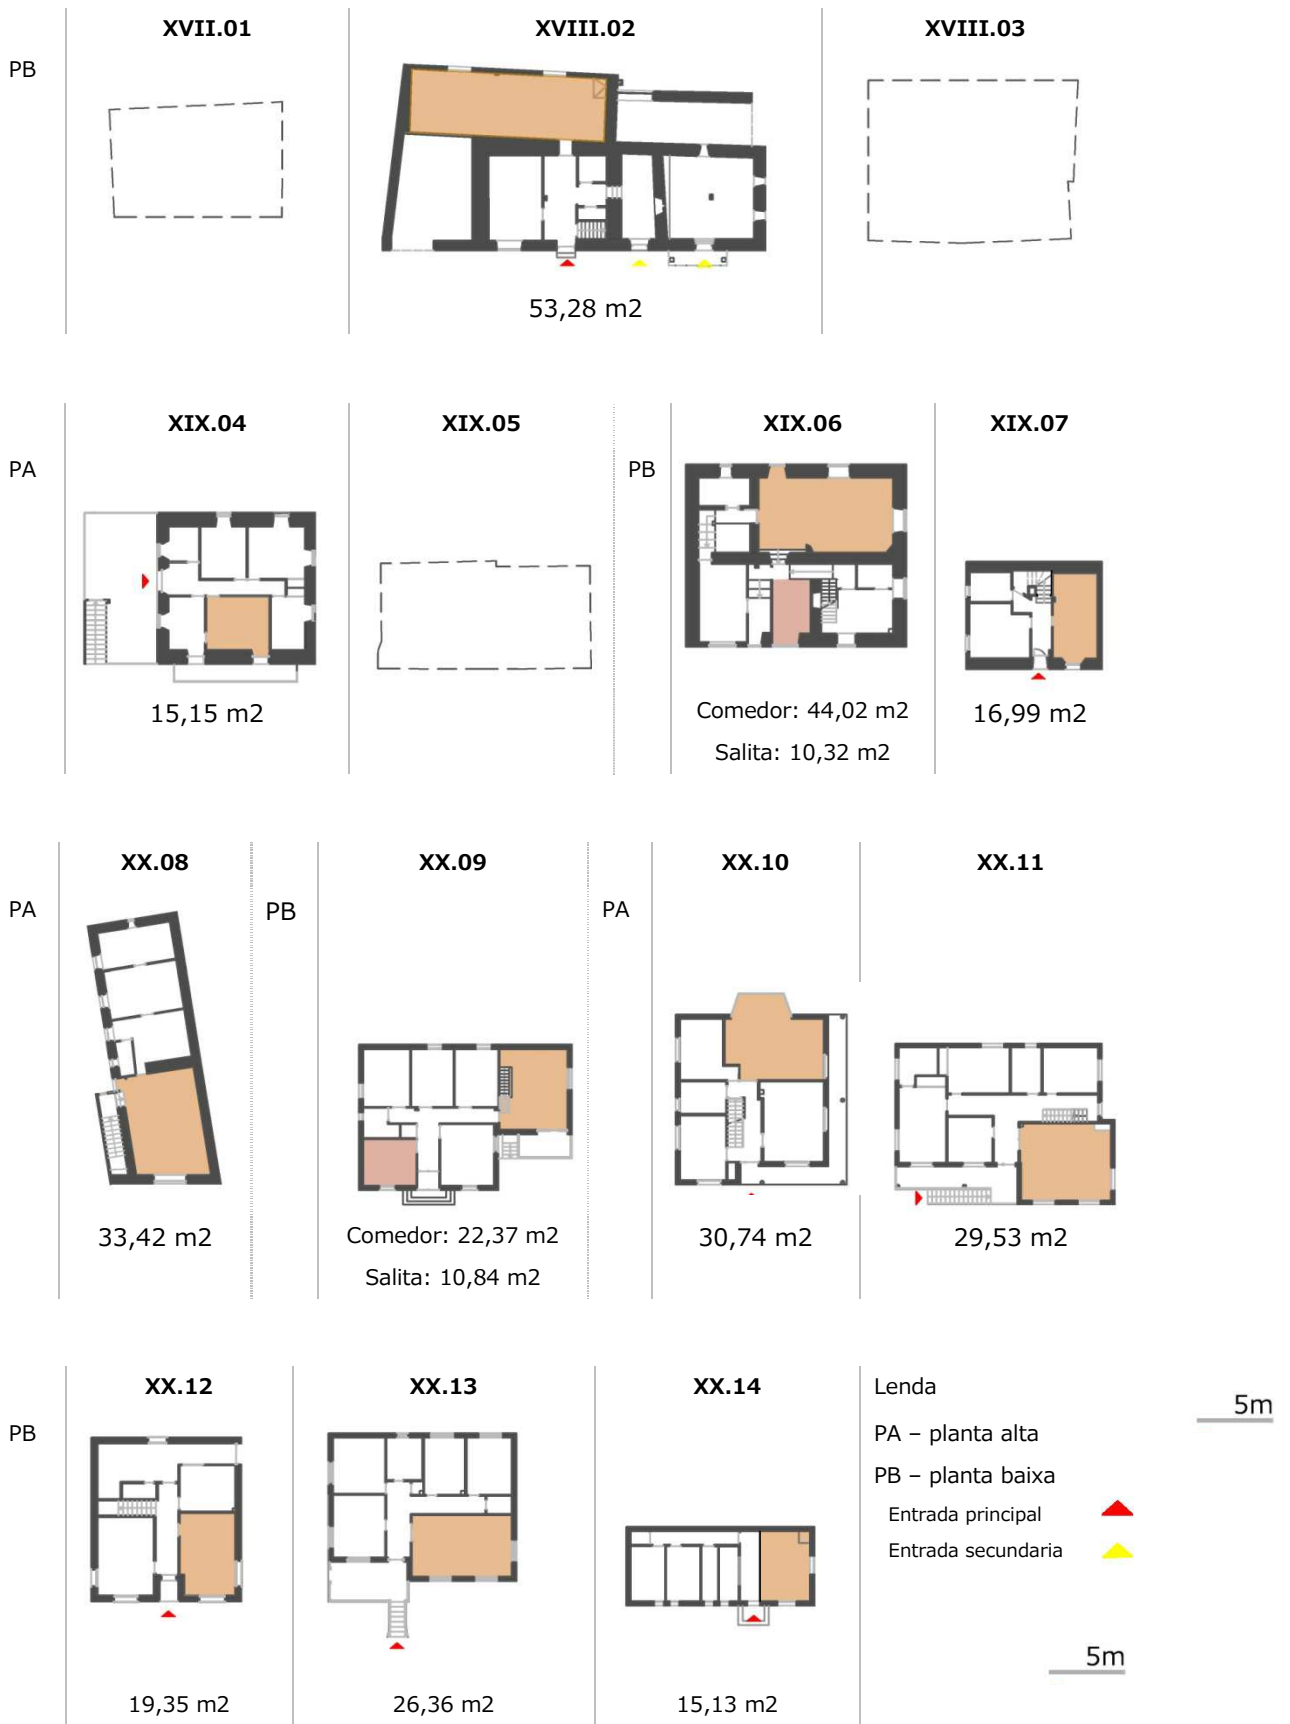 XVII.01 XVIII.02 XVIII.03
PB
53,28 m2
XIX.04 XIX.05 XIX.06 XIX.07
PA PB
15,15 m2 Comedor: 44,02 m2 16,99 m2
Salita: 10,32 m2
XX.08 XX.09 XX.10 XX.11
PA PB PA
33,42 m2 Comedor: 22,37 m2 30,74 m2 29,53 m2
Salita: 10,84 m2
XX.12 XX.13 XX.14 Lenda
5m
PB PA – planta alta
PB – planta baixa
Entrada principal
Entrada secundaria
5m
19,35 m2 26,36 m2 15,13 m2